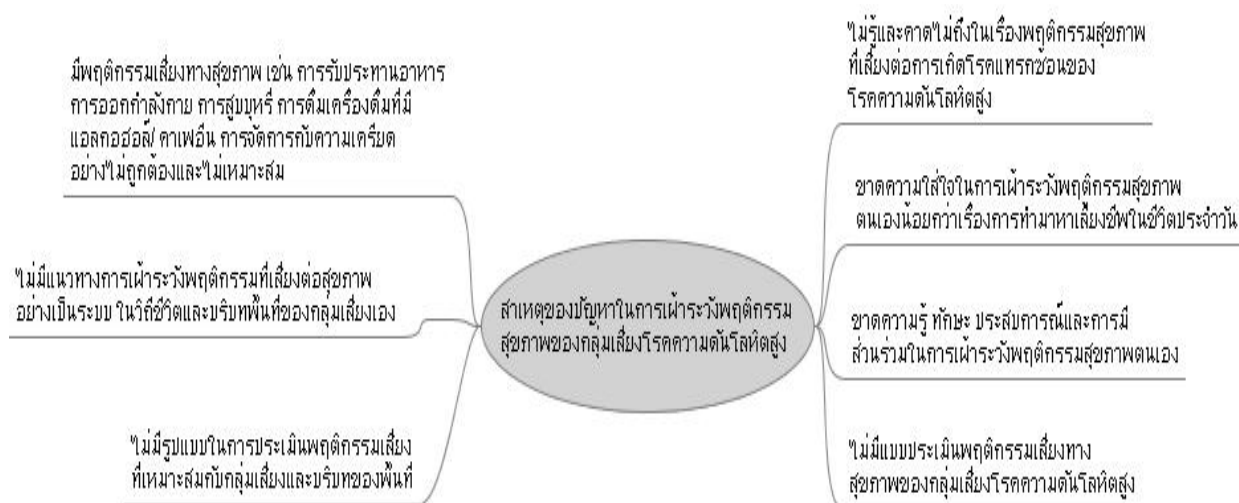 มีพฤติกรรมเสี่ยงทางสุขภาพ เช่น การรับประทานอาหาร
การออกกำลังกาย การสูบบุหรี่ การดื่มเครื่องดื่มที่มี
แอลกอฮอล์/ คาเฟอีน การจัดการกับความเครียด
อย่างไม่ถูกต้องและไม่เหมาะสม
ไม่มีแนวทางการเฝ้าระวังพฤติกรรมที่เสี่ยงต่อสุขภาพ
อย่างเป็นระบบ ในวิถีชีวิตและบริบทพื้นที่ของกลุ่มเสี่ยงเอง
ไม่มีรูปแบบในการประเมินพฤติกรรมเสี่ยง
ที่เหมาะสมกับกลุ่มเสี่ยงและบริบทของพื้นที่
สาเหตุของปัญหาในการเฝ้าระวังพฤติกรรม
สุขภาพของกลุ่มเสี่ยงโรคความดันโลหิตสูง
ไม่รู้และคาดไม่ถึงในเรื่องพฤติกรรมสุขภาพ
ที่เสี่ยงต่อการเกิดโรคแทรกซ้อนของ
โรคความดันโลหิตสูง
ขาดความใส่ใจในการเฝ้าระวังพฤติกรรมสุขภาพ
ตนเองน้อยกว่าเรื่องการทำมาหาเลี้ยงชีพในชีวิตประจำวัน
ขาดความรู้ ทักษะ ประสบการณ์และการมี
ส่วนร่วมในการเฝ้าระวังพฤติกรรมสุขภาพตนเอง
ไม่มีแบบประเมินพฤติกรรมเสี่ยงทาง
สุขภาพของกลุ่มเสี่ยงโรคความดันโลหิตสูง